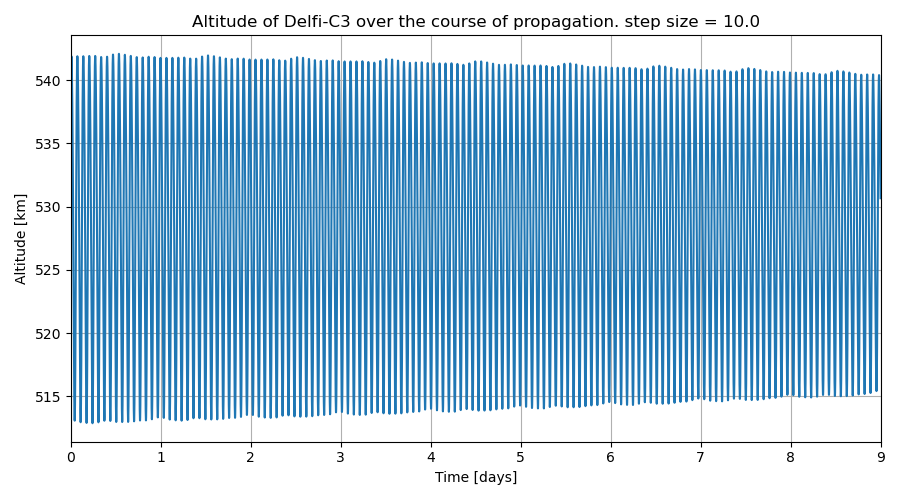 Altitude of Delfi-C3 over the course of propagation. step size = 10.0
540
535
530
525
520
515
Altitude [km]
0 1 2 3 4 5 6 7 8 9
Time [days]